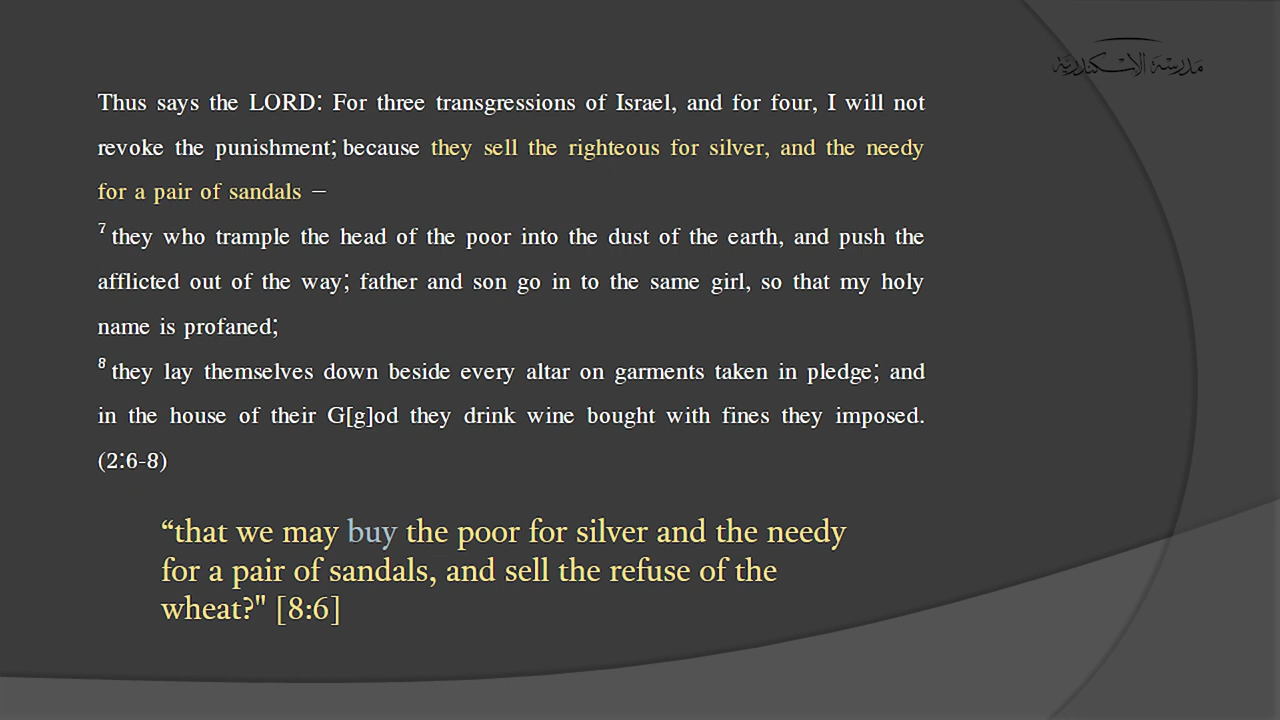 مدرسة الإسكندرية
Thus says the LORD: For three transgressions of Israel, and for four, I will not
revoke the punishment; because they sell the righteous for silver, and the needy
for a pair of sandals –
7 they who trample the head of the poor into the dust of the earth, and push the
afflicted out of the way; father and son go in to the same girl, so that my holy
name is profaned;
8 they lay themselves down beside every altar on garments taken in pledge; and
in the house of their G[g]od they drink wine bought with fines they imposed.
(2:6-8)
“that we may buy the poor for silver and the needy
for a pair of sandals, and sell the refuse of the
wheat?" [8:6]